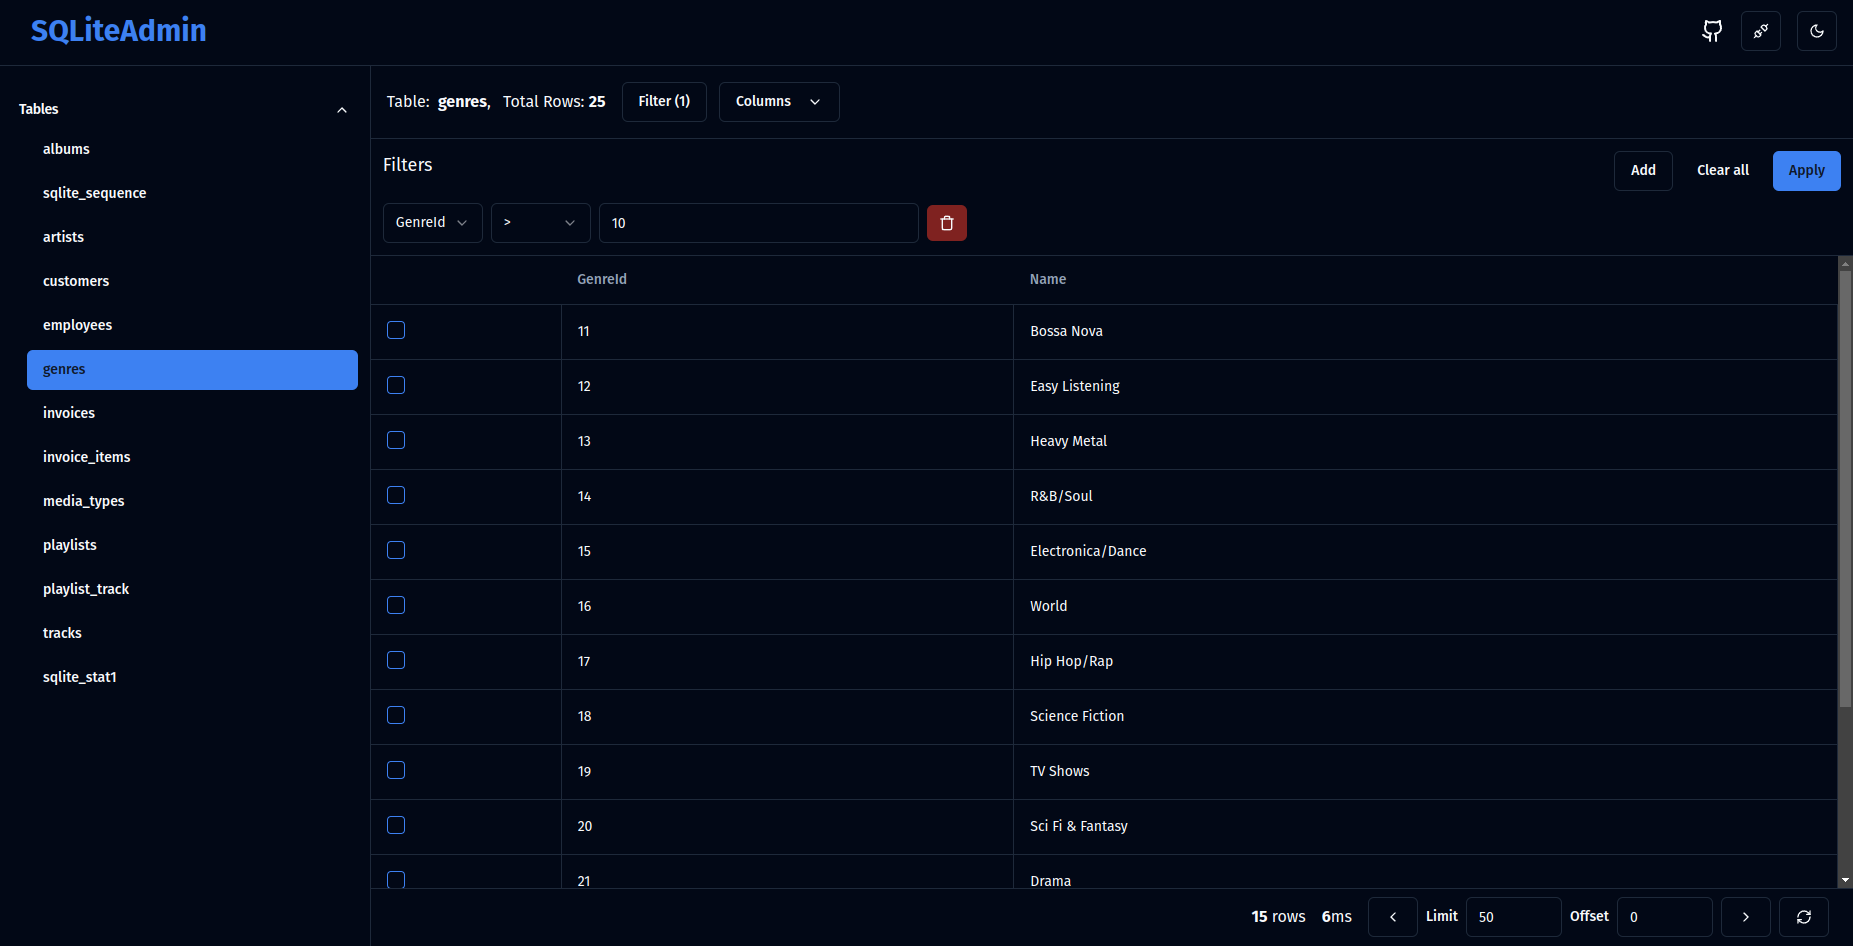 SQLiteAdmin
Tables
albums
sqlite_sequence
artists
customers
employees
genres
invoices
invoice_items
media_types
playlists
playlist_track
tracks
sqlite_stat1
Table: genres, Total Rows: 25 Filter (1) Columns
Filters
Add Clear all Apply
GenreId > 10
GenreId Name
11 Bossa Nova
12 Easy Listening
13 Heavy Metal
14 R&B/Soul
15 Electronica/Dance
16 World
17 Hip Hop/Rap
18 Science Fiction
19 TV Shows
20 Sci Fi & Fantasy
21 Drama
15 rows 6ms Limit 50 Offset 0